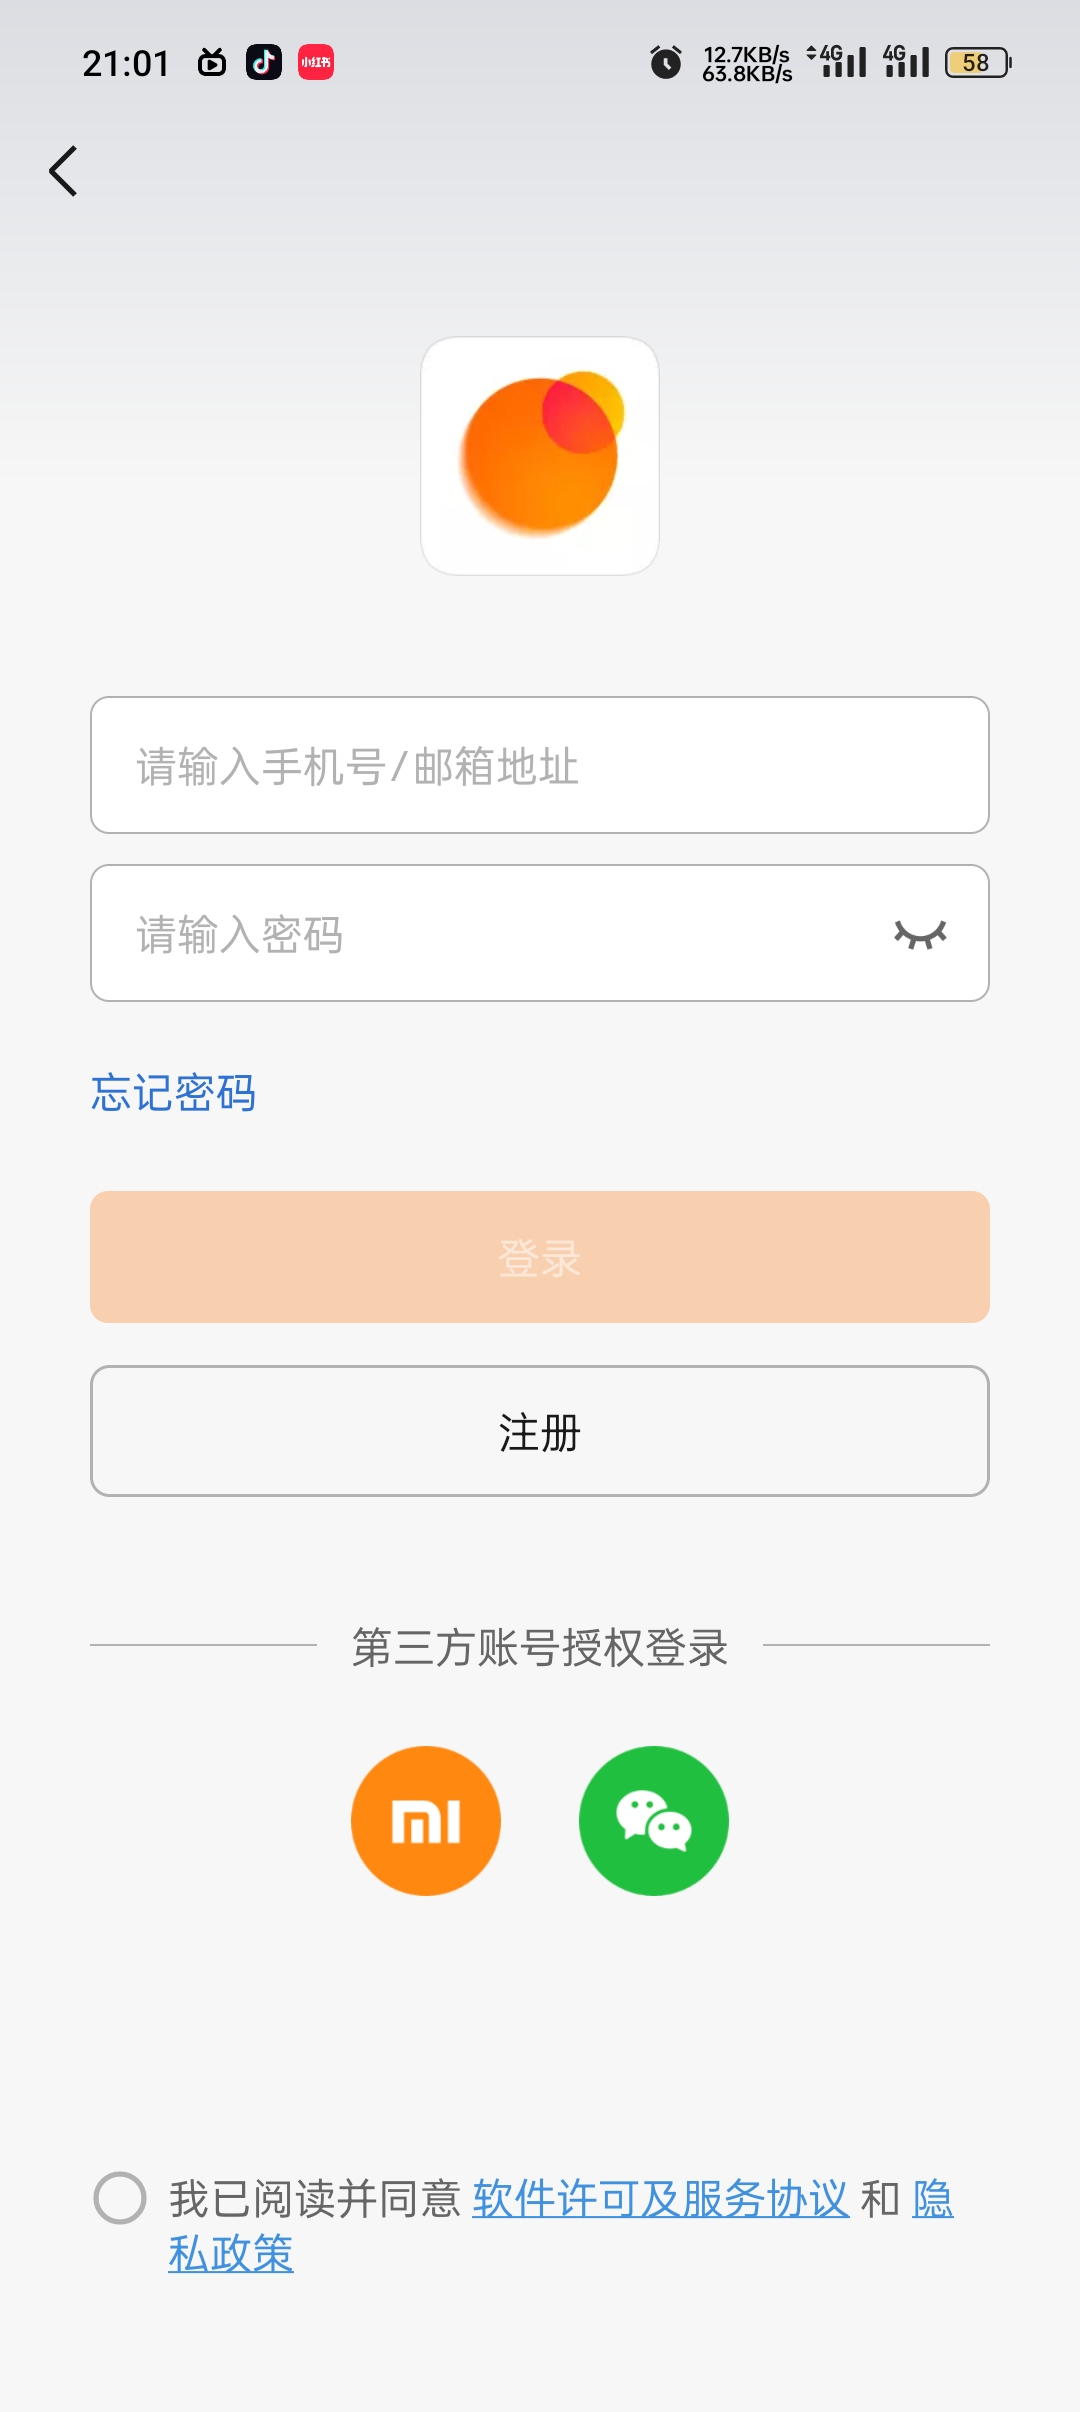 21:01 小红书 12.7KB/s 4G 4G 58
63.8KB/s
请输入手机号/邮箱地址
请输入密码
忘记密码
登录
注册
第三方账号授权登录
我已阅读并同意 软件许可及服务协议 和 隐
私政策